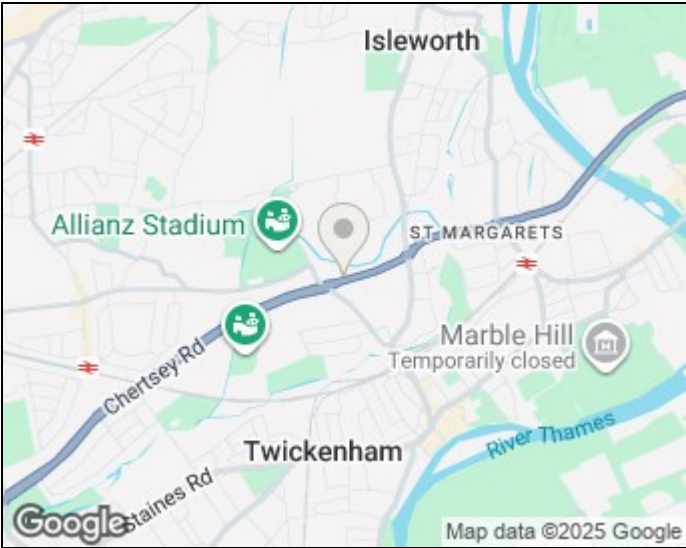 Isleworth
Allianz Stadium
ST MARGARETS
Marble Hill
Temporarily closed
Chertsey Rd
Twickenham
River Thames
Staines Rd
Google
Map data ©2025 Google